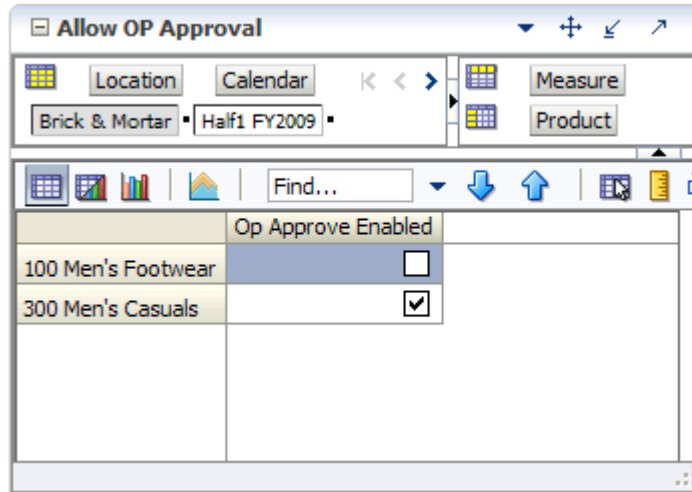 Allow OP Approval
Location Calendar Measure
Brick & Mortar Half1 FY2009 Product
Find...
Op Approve Enabled
100 Men's Footwear
300 Men's Casuals